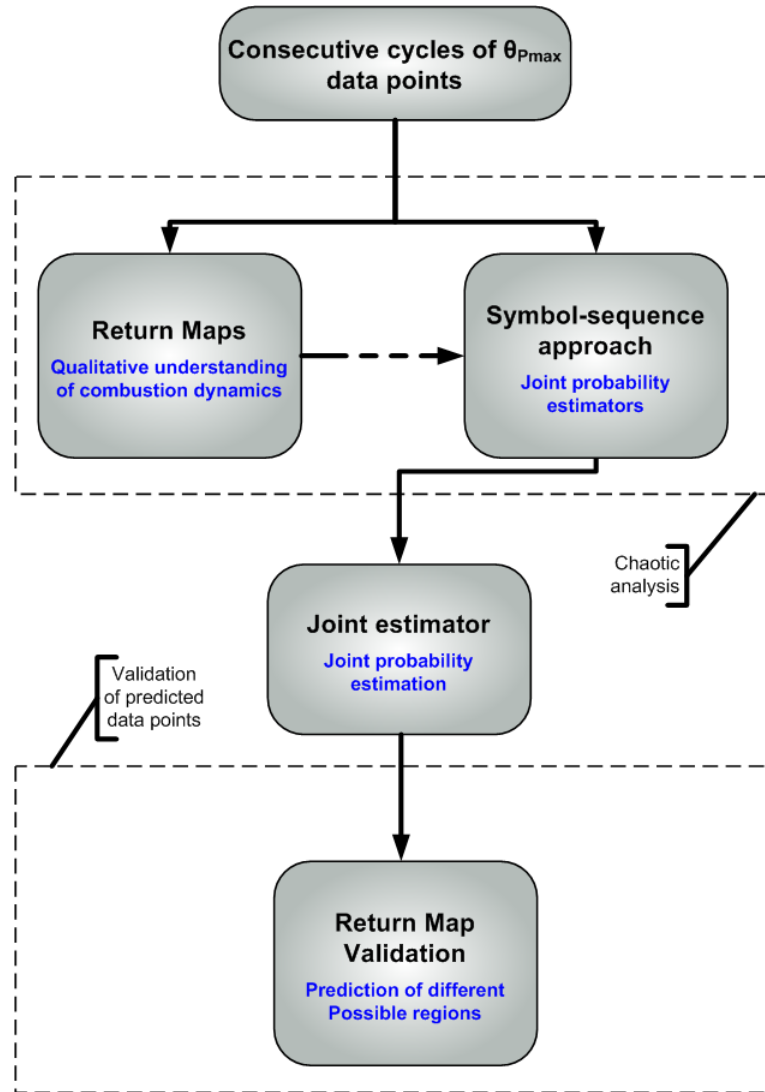 Consecutive cycles of θPmax
data points
Return Maps
Qualitative understanding
of combustion dynamics
Symbol-sequence
approach
Joint probability
estimators
Chaotic
analysis
Joint estimator
Joint probability
estimation
Validation
of predicted
data points
Return Map
Validation
Prediction of different
Possible regions